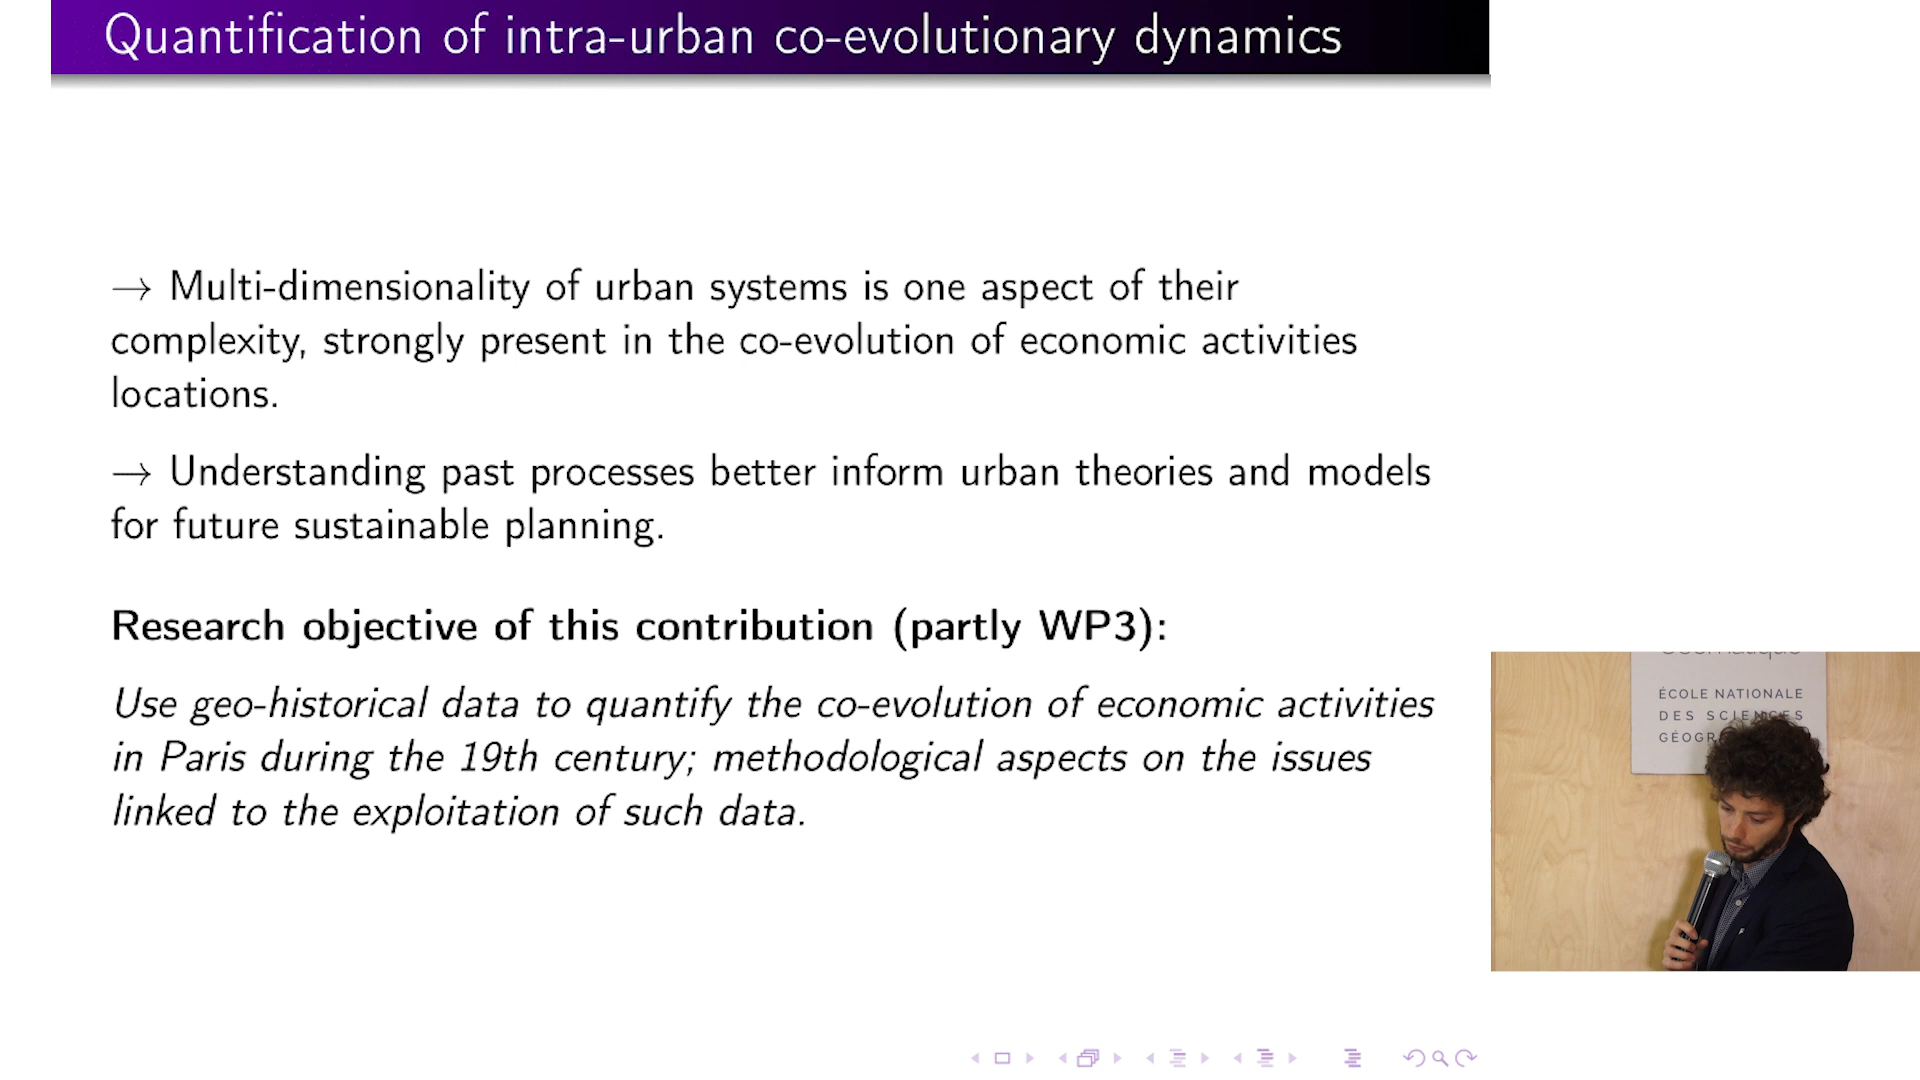 Quantification of intra-urban co-evolutionary dynamics
→ Multi-dimensionality of urban systems is one aspect of their
complexity, strongly present in the co-evolution of economic activities
locations.
→ Understanding past processes better inform urban theories and models
for future sustainable planning.
Research objective of this contribution (partly WP3):
Use geo-historical data to quantify the co-evolution of economic activities
in Paris during the 19th century; methodological aspects on the issues
linked to the exploitation of such data.
ÉCOLE NATIONALE
DES SCIENCES